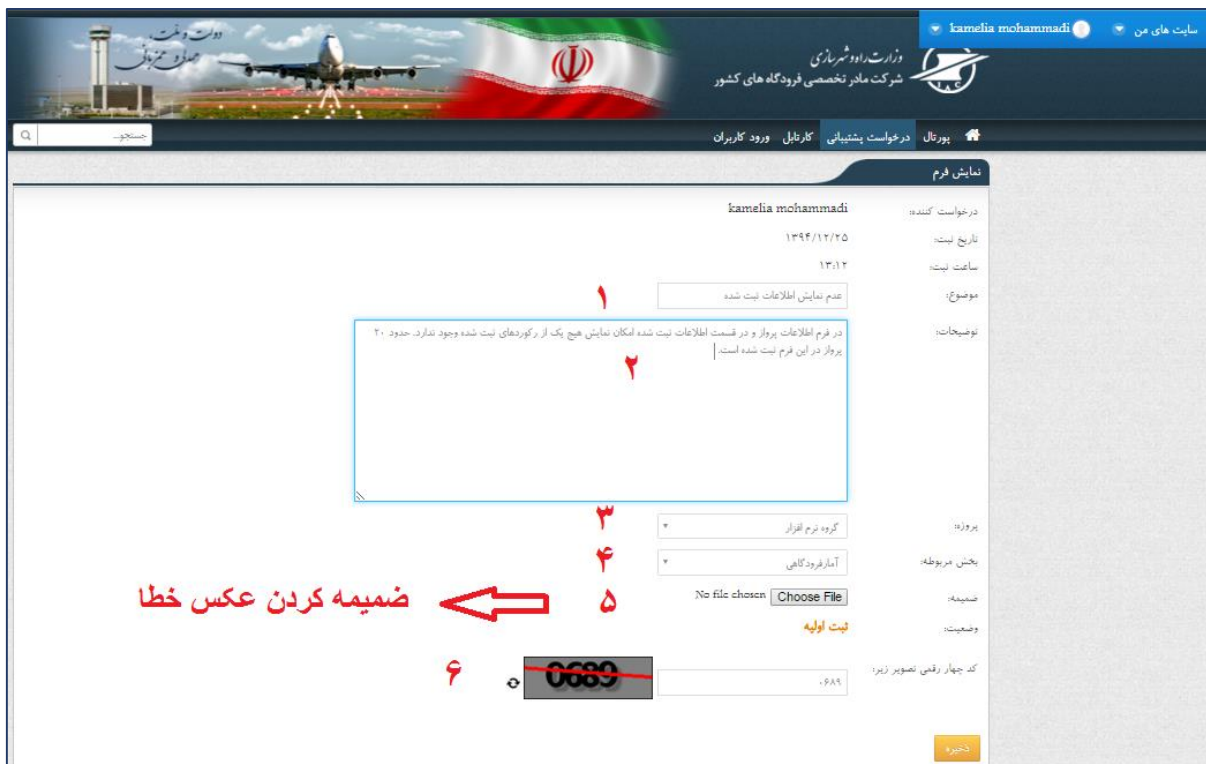 سایت های من kamelia mohammadi
دولت و ملت،
همدلی و همزبانی
وزارت راه و شهرسازی
شرکت مادر تخصصی فرودگاه های کشور
I.A.C
پورتال درخواست پشتیبانی کارتابل ورود کاربران جستجو...
نمایش فرم
درخواست کننده: kamelia mohammadi
تاریخ ثبت: ۱۳۹۴/۱۲/۲۵
ساعت ثبت: ۱۳:۱۲
موضوع: عدم نمایش اطلاعات ثبت شده ۱
توضیحات: در فرم اطلاعات پرواز و در قسمت اطلاعات ثبت شده امکان نمایش هیچ یک از رکوردهای ثبت شده وجود ندارد. حدود ۲۰
پرواز در این فرم ثبت شده است.
۲
پروژه: گروه نرم افزار ۳
بخش مربوطه: آمارفرودگاهی ۴
ضمیمه: Choose File No file chosen ۵ ضمیمه کردن عکس خطا
وضعیت: ثبت اولیه
کد چهار رقمی تصویر زیر: ۰۶۸۹ 0689 ۶
ذخیره